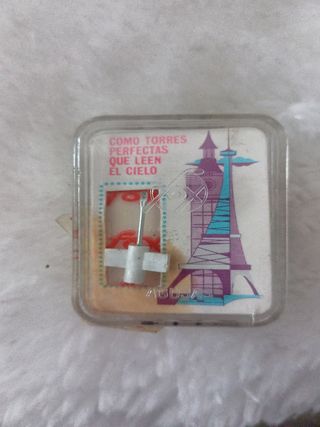 COMO TORRES
PERFECTAS
QUE LEEN
EL CIELO